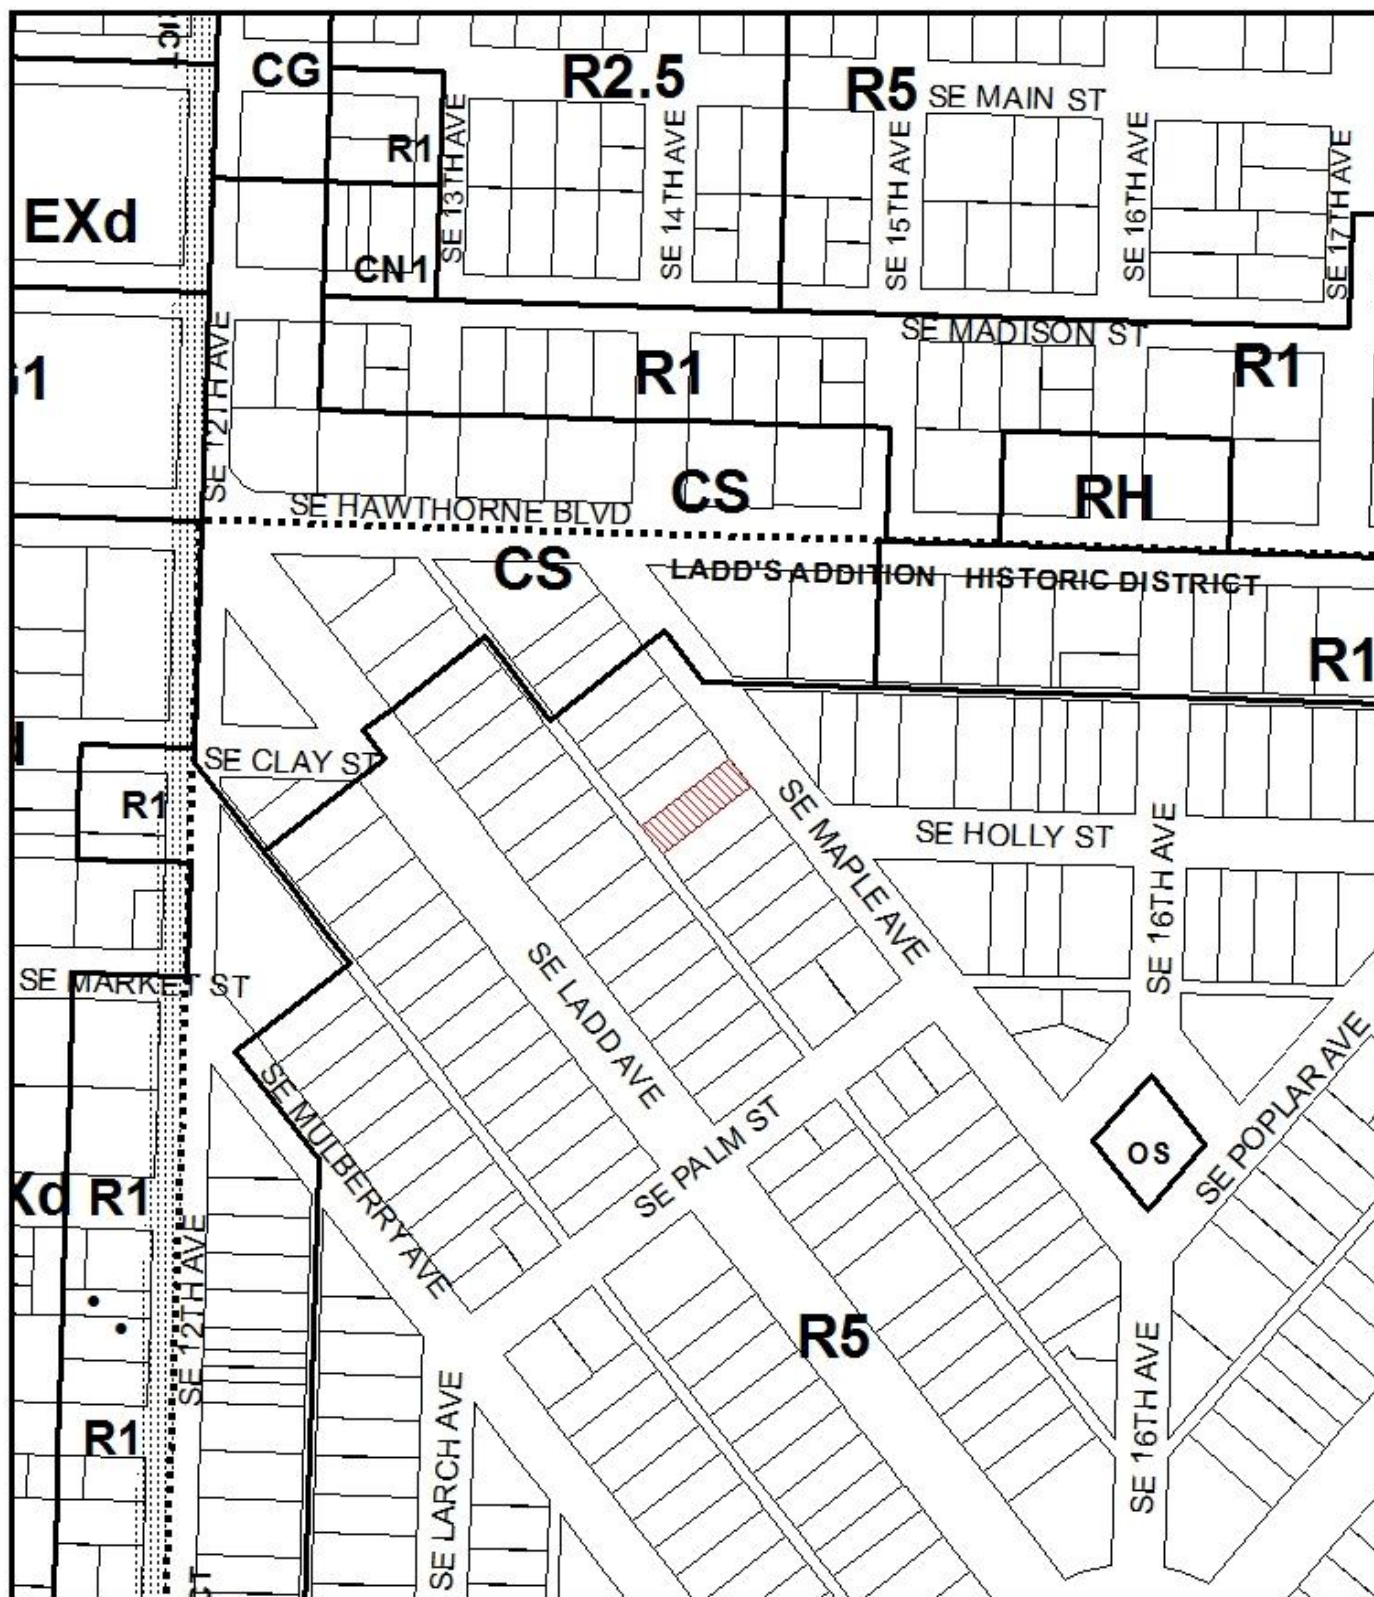 CG
R2.5
R5
SE MAIN ST
R1
SE 13TH AVE
SE 14TH AVE
SE 15TH AVE
SE 16TH AVE
SE 17TH AVE
EXd
CN1
SE MADISON ST
SE 12TH AVE
R1
R1
CS
RH
SE HAWTHORNE BLVD
CS
LADD'S ADDITION HISTORIC DISTRICT
R1
SE CLAY ST
R1
SE MAPLE AVE
SE HOLLY ST
SE 16TH AVE
SE MARKET ST
SE LADD AVE
SE MULBERRY AVE
SE PALM ST
OS
SE POPLAR AVE
Xd R1
SE 12TH AVE
R5
R1
SE LARCH AVE
SE 16TH AVE